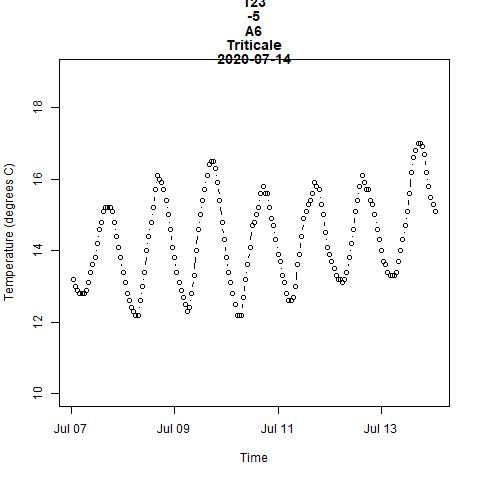 123
-5
A6
Triticale
2020-07-14
18
16
14
12
10
Temperature (degrees C)
Jul 07
Jul 09
Jul 11
Jul 13
Time